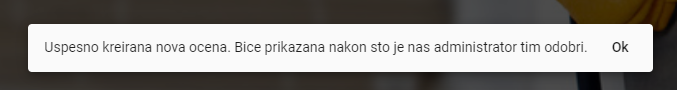 Uspesno kreirana nova ocena. Bice prikazana nakon sto je nas administrator tim odobri. Ok